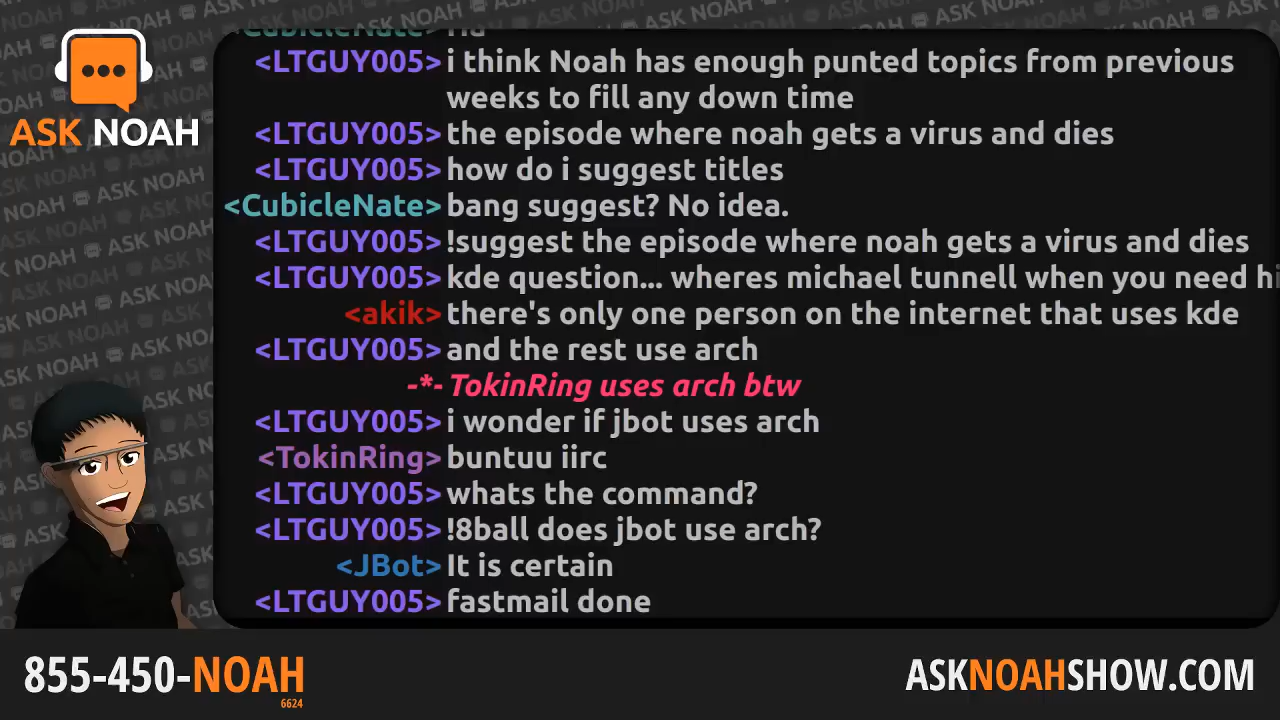 ASK NOAH
<LTGUY005> i think Noah has enough punted topics from previous
weeks to fill any down time
<LTGUY005> the episode where noah gets a virus and dies
<LTGUY005> how do i suggest titles
<CubicleNate> bang suggest? No idea.
<LTGUY005> !suggest the episode where noah gets a virus and dies
<LTGUY005> kde question... wheres michael tunnell when you need hi
<akik> there's only one person on the internet that uses kde
<LTGUY005> and the rest use arch
-*- TokinRing uses arch btw
<LTGUY005> i wonder if jbot uses arch
<TokinRing> buntuu iirc
<LTGUY005> whats the command?
<LTGUY005> !8ball does jbot use arch?
<JBot> It is certain
<LTGUY005> fastmail done
855-450-NOAH
6624
ASKNOAHSHOW.COM